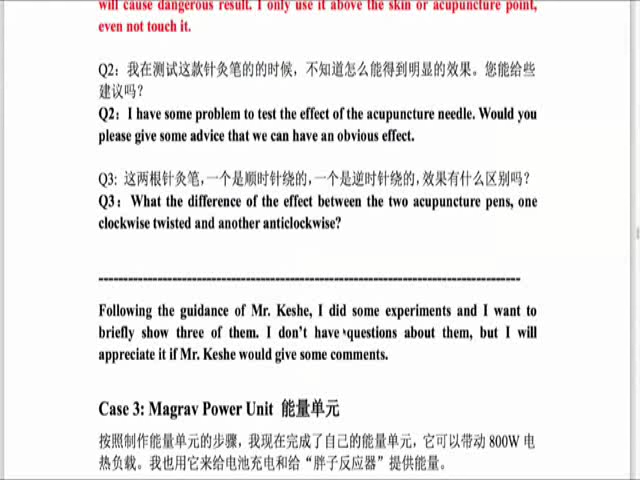 will cause dangerous result. I only use it above the skin or acupuncture point,
even not touch it.
Q2：我在测试这款针灸笔的的时候，不知道怎么能得到明显的效果。您能给些
建议吗？
Q2：I have some problem to test the effect of the acupuncture needle. Would you
please give some advice that we can have an obvious effect.
Q3: 这两根针灸笔，一个是顺时针绕的，一个是逆时针绕的，效果有什么区别吗？
Q3：What the difference of the effect between the two acupuncture pens, one
clockwise twisted and another anticlockwise?
Following the guidance of Mr. Keshe, I did some experiments and I want to
briefly show three of them. I don't have questions about them, but I will
appreciate it if Mr. Keshe would give some comments.
Case 3: Magrav Power Unit 能量单元
按照制作能量单元的步骤，我现在完成了自己的能量单元，它可以带动 800W 电
热负载。我也用它来给电池充电和给“胖子反应器”提供能量。